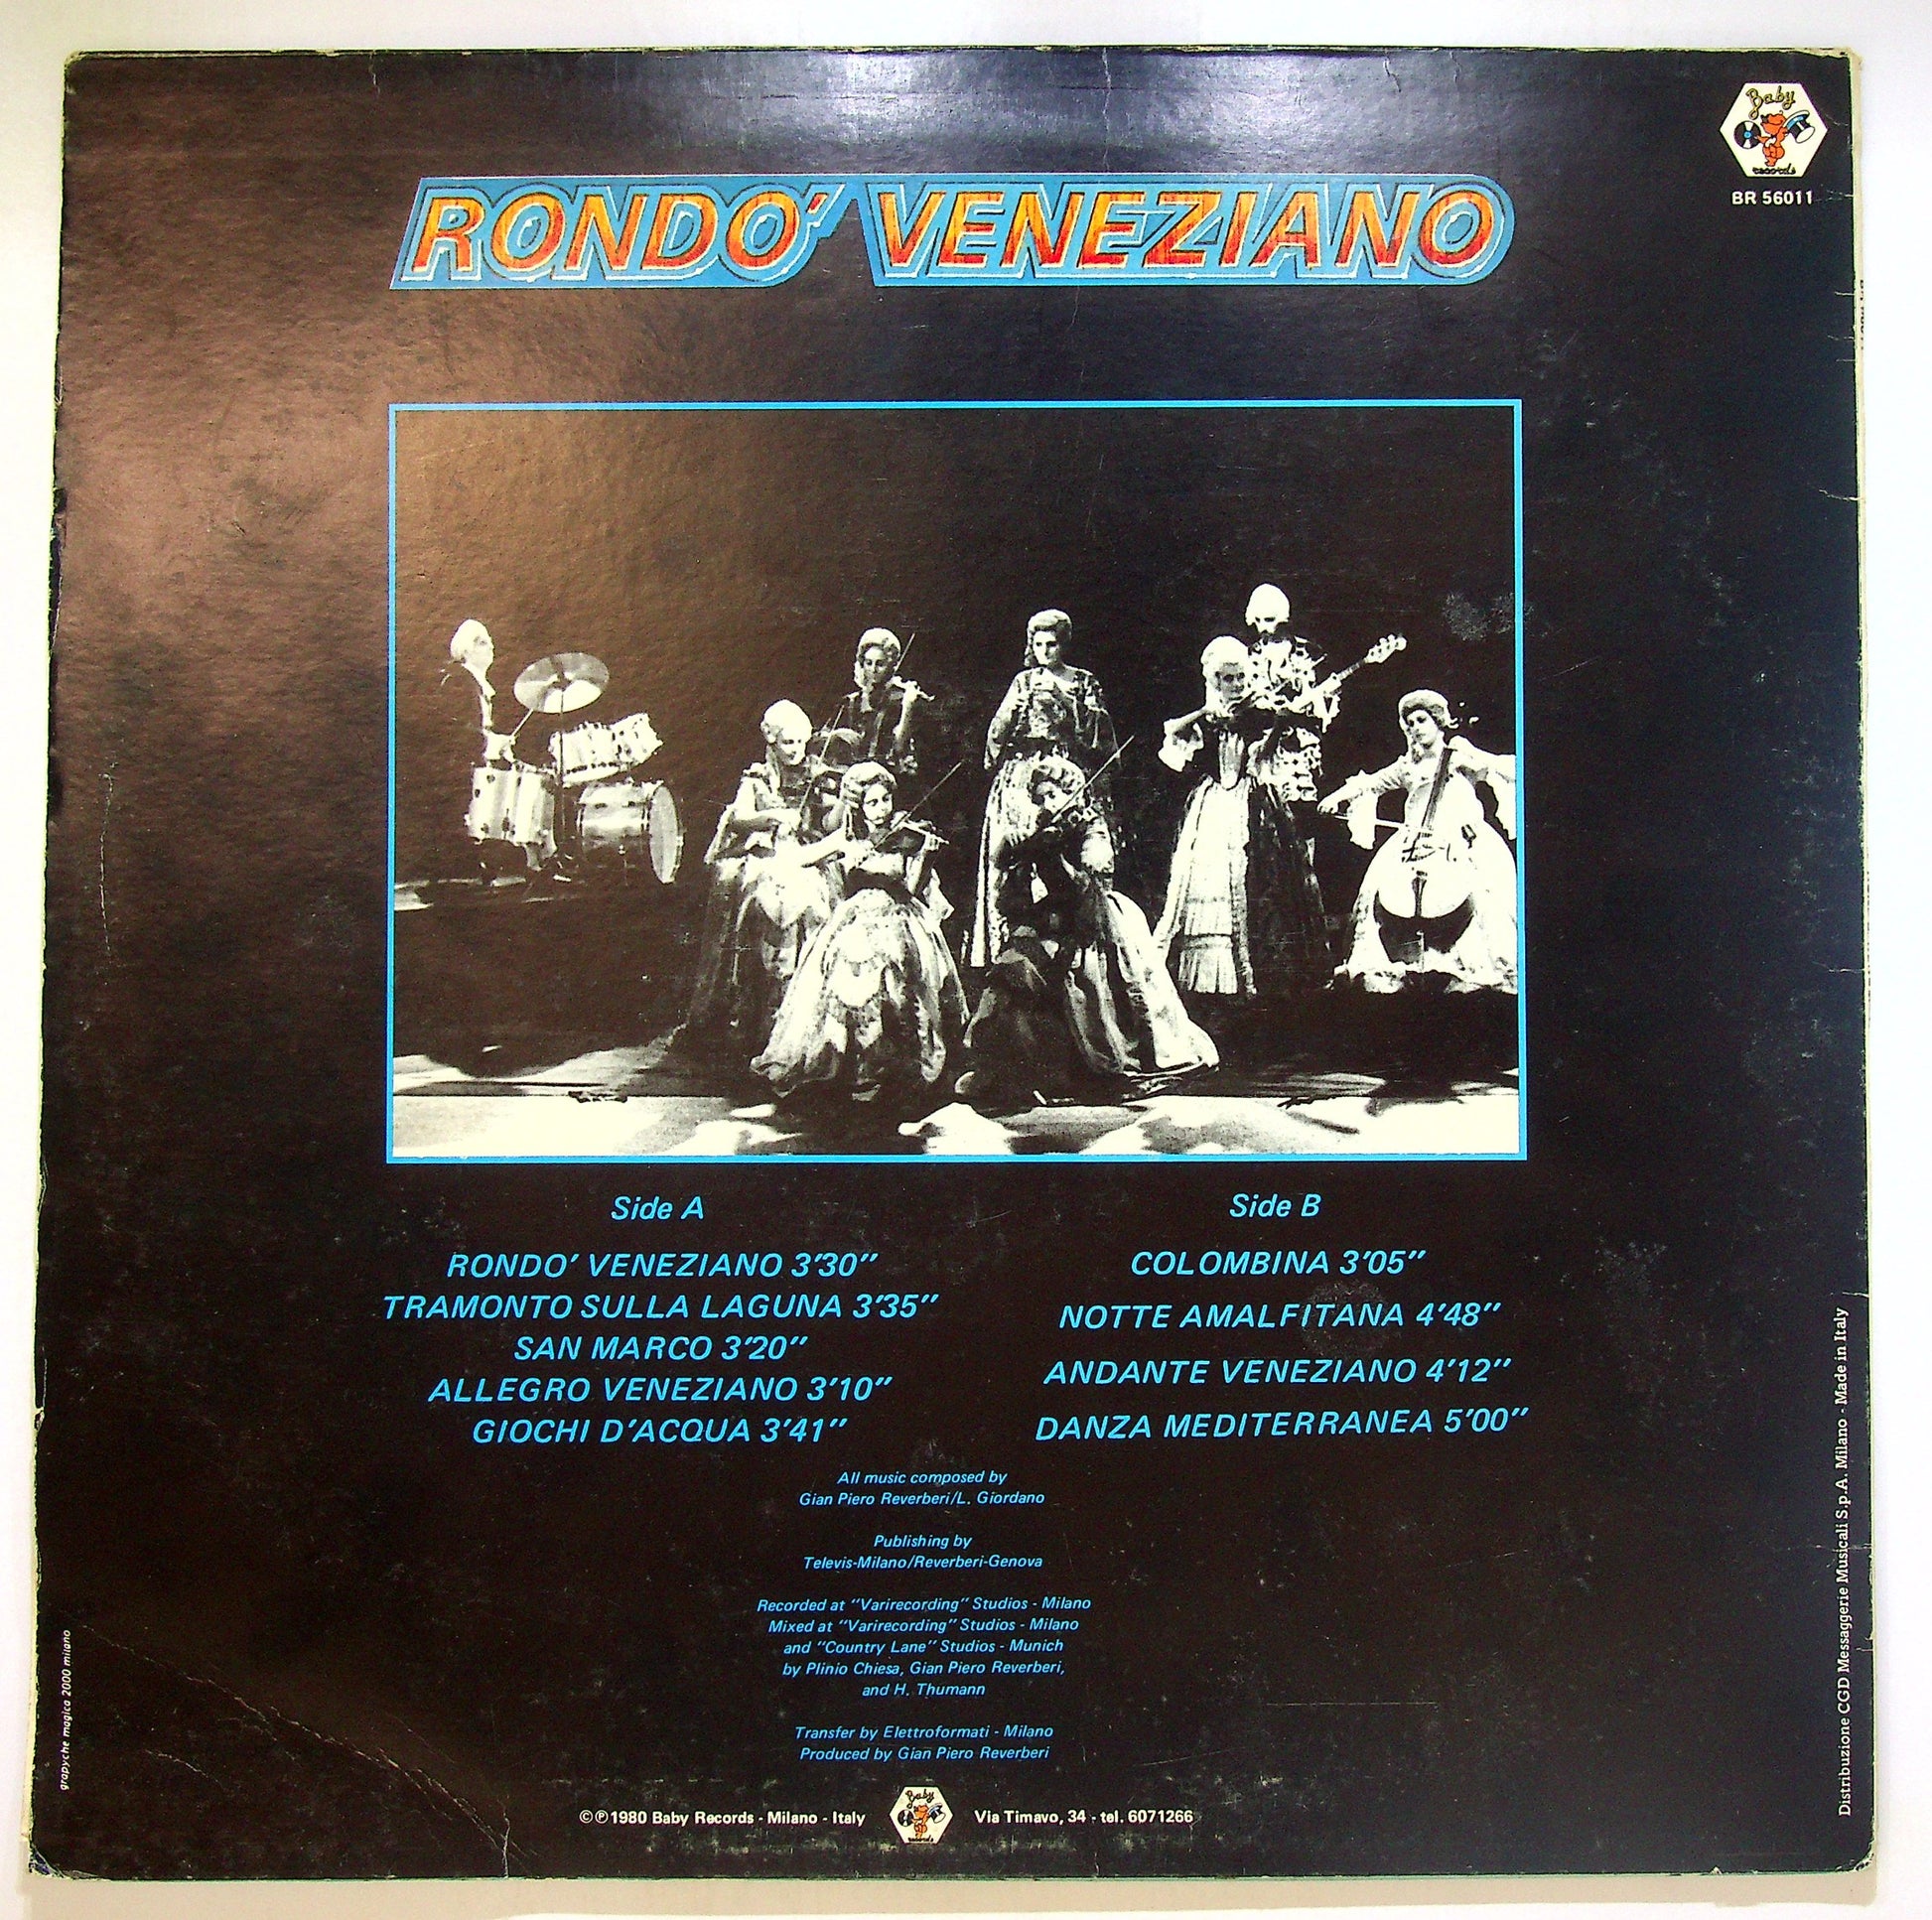 Baby
records
BR 56011
RONDO' VENEZIANO
Side A
RONDO' VENEZIANO 3'30"
TRAMONTO SULLA LAGUNA 3'35"
SAN MARCO 3'20"
ALLEGRO VENEZIANO 3'10"
GIOCHI D'ACQUA 3'41"
Side B
COLOMBINA 3'05"
NOTTE AMALFITANA 4'48"
ANDANTE VENEZIANO 4'12"
DANZA MEDITERRANEA 5'00"
All music composed by
Gian Piero Reverberi/L. Giordano
Publishing by
Televis-Milano/Reverberi-Genova
Recorded at "Varirecording" Studios - Milano
Mixed at "Varirecording" Studios - Milano
and "Country Lane" Studios - Munich
by Plinio Chiesa, Gian Piero Reverberi,
and H. Thumann
Transfer by Elettroformati - Milano
Produced by Gian Piero Reverberi
©℗1980 Baby Records - Milano - Italy
Baby
records
Via Timavo, 34 - tel. 6071266
grapyche magica 2000 milano
Distribuzione CGD Messaggerie Musicali S.p.A. Milano - Made in Italy